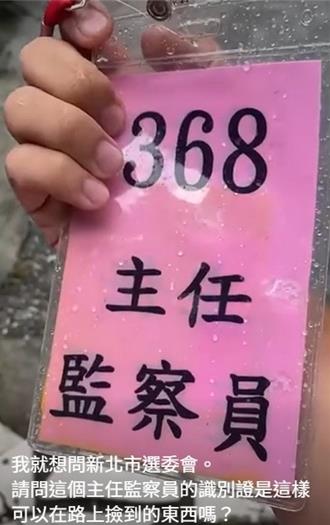 368
主任
監察員
我就想問新北市選委會。
請問這個主任監察員的識別證是這樣
可以在路上撿到的東西嗎？